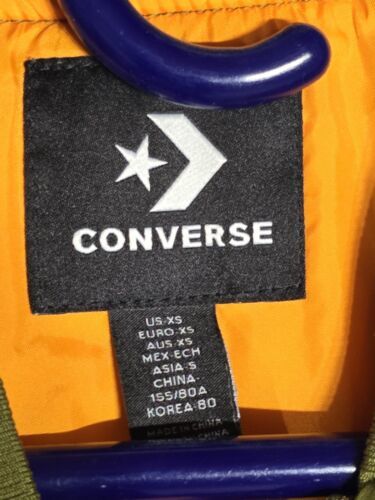 CONVERSE
US-XS
EURO-XS
AUS-XS
MEX-ECH
ASIA-S
CHINA
155/80A
KOREA-80
MADE IN CHINA